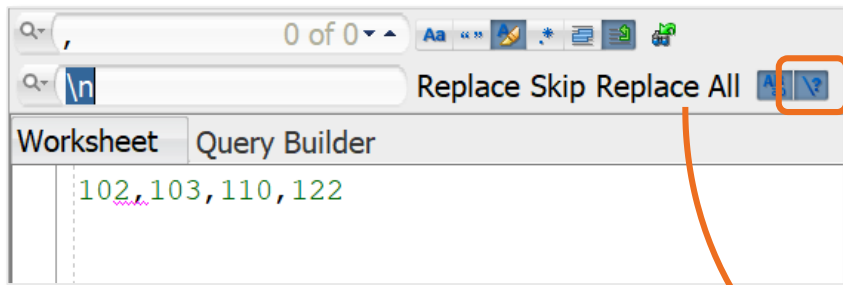 , 0 of 0 Aa “” .*
\n Replace Skip Replace All \?
Worksheet Query Builder
102,103,110,122